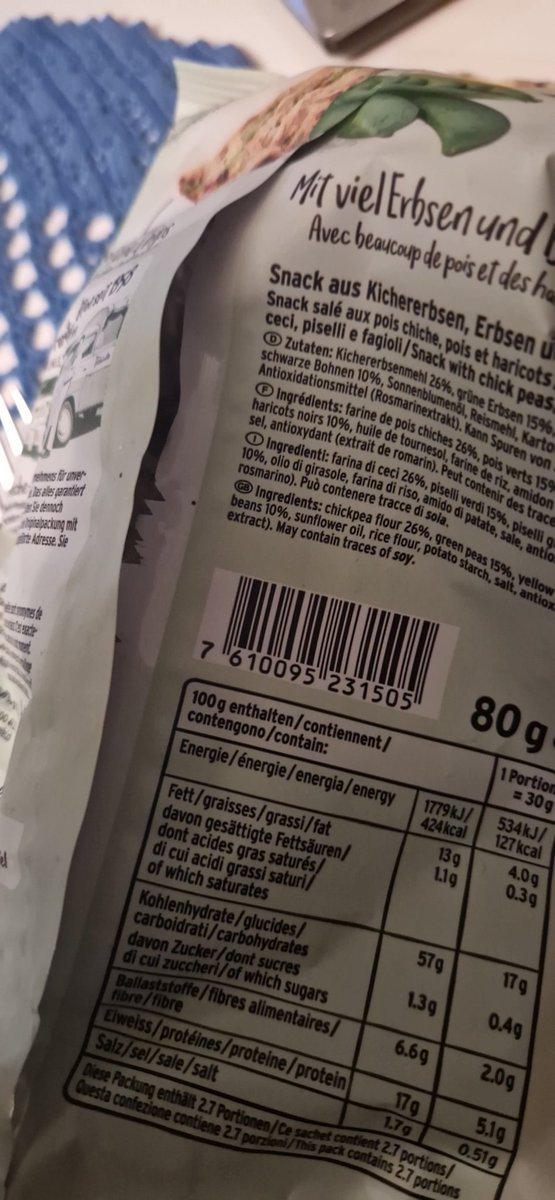 Mit viel Erbsen und
Avec beaucoup de pois et des
Snack aus Kichererbsen, Erbsen
Snack salé aux pois chiche, pois et haricots
ceci, piselli e fagioli/Snack with chick peas
D Zutaten: Kichererbsenmehl 26%, grüne Erbsen 15%,
schwarze Bohnen 10%, Sonnenblumenöl, Reismehl,
Antioxidationsmittel (Rosmarinextrakt). Kann Spuren von
F Ingrédients: farine de pois chiches 26%, pois verts 15%
haricots noirs 10%, huile de tournesol, farine de riz, amidon
sel, antioxydant (extrait de romarin). Peut contenir des
I Ingredienti: farina di ceci 26%, piselli verdi 15%, piselli
10%, olio di girasole, farina di riso, amido di patate, sale,
rosmarino). Può contenere tracce di soia.
GB Ingredients: chickpea flour 26%, green peas 15%, yellow
beans 10%, sunflower oil, rice flour, potato starch, salt,
extract). May contain traces of soy.
7 610095 231505
80g
100g enthalten/contiennent/
contengono/contain:
1 Portion
= 30g
Energie/énergie/energia/energy
1779kJ/
424kcal
534kJ/
127kcal
Fett/graisses/grassi/fat
13g
4.0g
davon gesättigte Fettsäuren/
dont acides gras saturés/
di cui acidi grassi saturi/
of which saturates
1.1g
0.3g
Kohlenhydrate/glucides/
carboidrati/carbohydrates
57g
17g
davon Zucker/dont sucres
di cui zuccheri/of which sugars
1.3g
0.4g
Ballaststoffe/fibres alimentaires/
fibre/fibre
6.6g
2.0g
Eiweiss/protéines/proteine/protein
17g
5.1g
Salz/sel/sale/salt
1.7g
0.51g
Diese Packung enthält 2.7 Portionen/Ce sachet contient 2.7 portions/
Questa confezione contiene 2.7 porzioni/This pack contains 2.7 portions